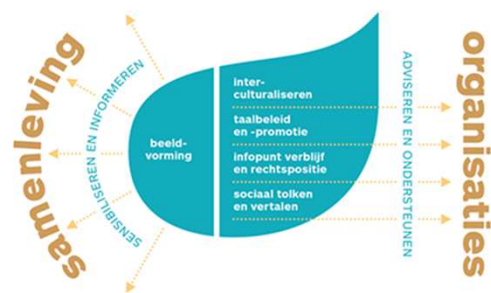 samenleving
SENSIBILISEREN EN INFORMEREN
beeld-
vorming
inter-
culturaliseren
taalbeleid
en -promotie
infopunt verblijf
en rechtspositie
sociaal tolken
en vertalen
ADVISEREN EN ONDERSTEUNEN
organisaties